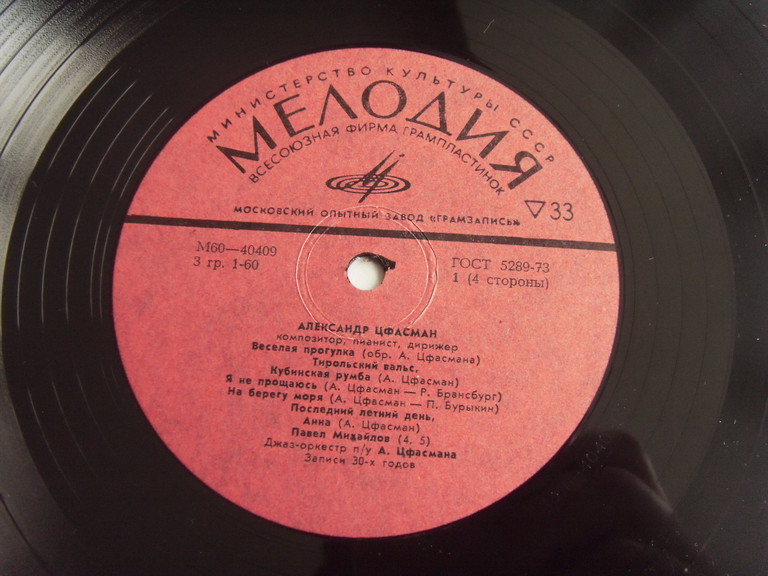 МИНИСТЕРСТВО КУЛЬТУРЫ СССР
МЕЛОДИЯ
ВСЕСОЮЗНАЯ ФИРМА ГРАМПЛАСТИНОК
▽33
МОСКОВСКИЙ ОПЫТНЫЙ ЗАВОД «ГРАМЗАПИСЬ»
М60—40409
3 гр. 1-60
ГОСТ 5289-73
1 (4 стороны)
АЛЕКСАНДР ЦФАСМАН
композитор, пианист, дирижер
Веселая прогулка (обр. А. Цфасмана)
Тирольский вальс,
Кубинская румба (А. Цфасман)
Я не прощаюсь (А. Цфасман — Р. Брансбург)
На берегу моря (А. Цфасман — П. Бурыкин)
Последний летний день,
Анна (А. Цфасман)
Павел Михайлов (4, 5)
Джаз-оркестр п/у А. Цфасмана
Записи 30-х годов